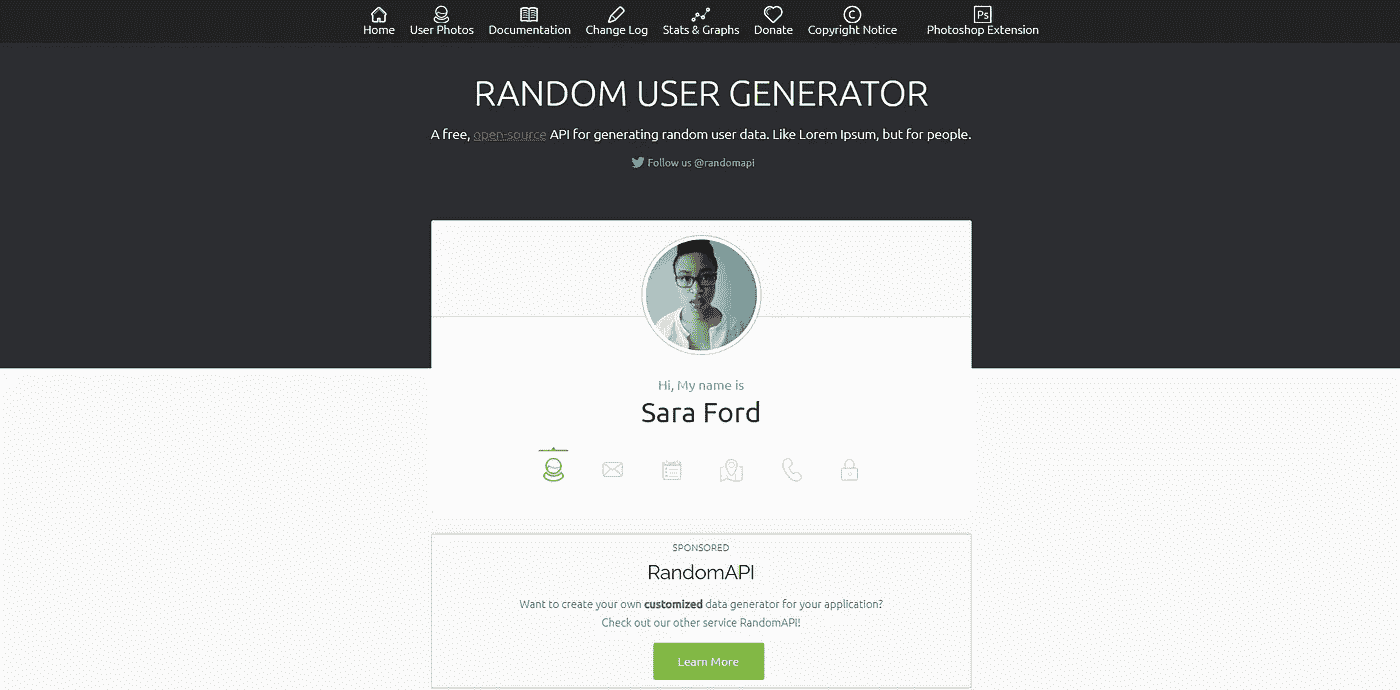 Home User Photos Documentation Change Log Stats & Graphs Donate Copyright Notice Ps Photoshop Extension
RANDOM USER GENERATOR
A free, open-source API for generating random user data. Like Lorem Ipsum, but for people.
Follow us @randomapi
Hi, My name is
Sara Ford
SPONSORED
RandomAPI
Want to create your own customized data generator for your application?
Check out our other service RandomAPI!
Learn More